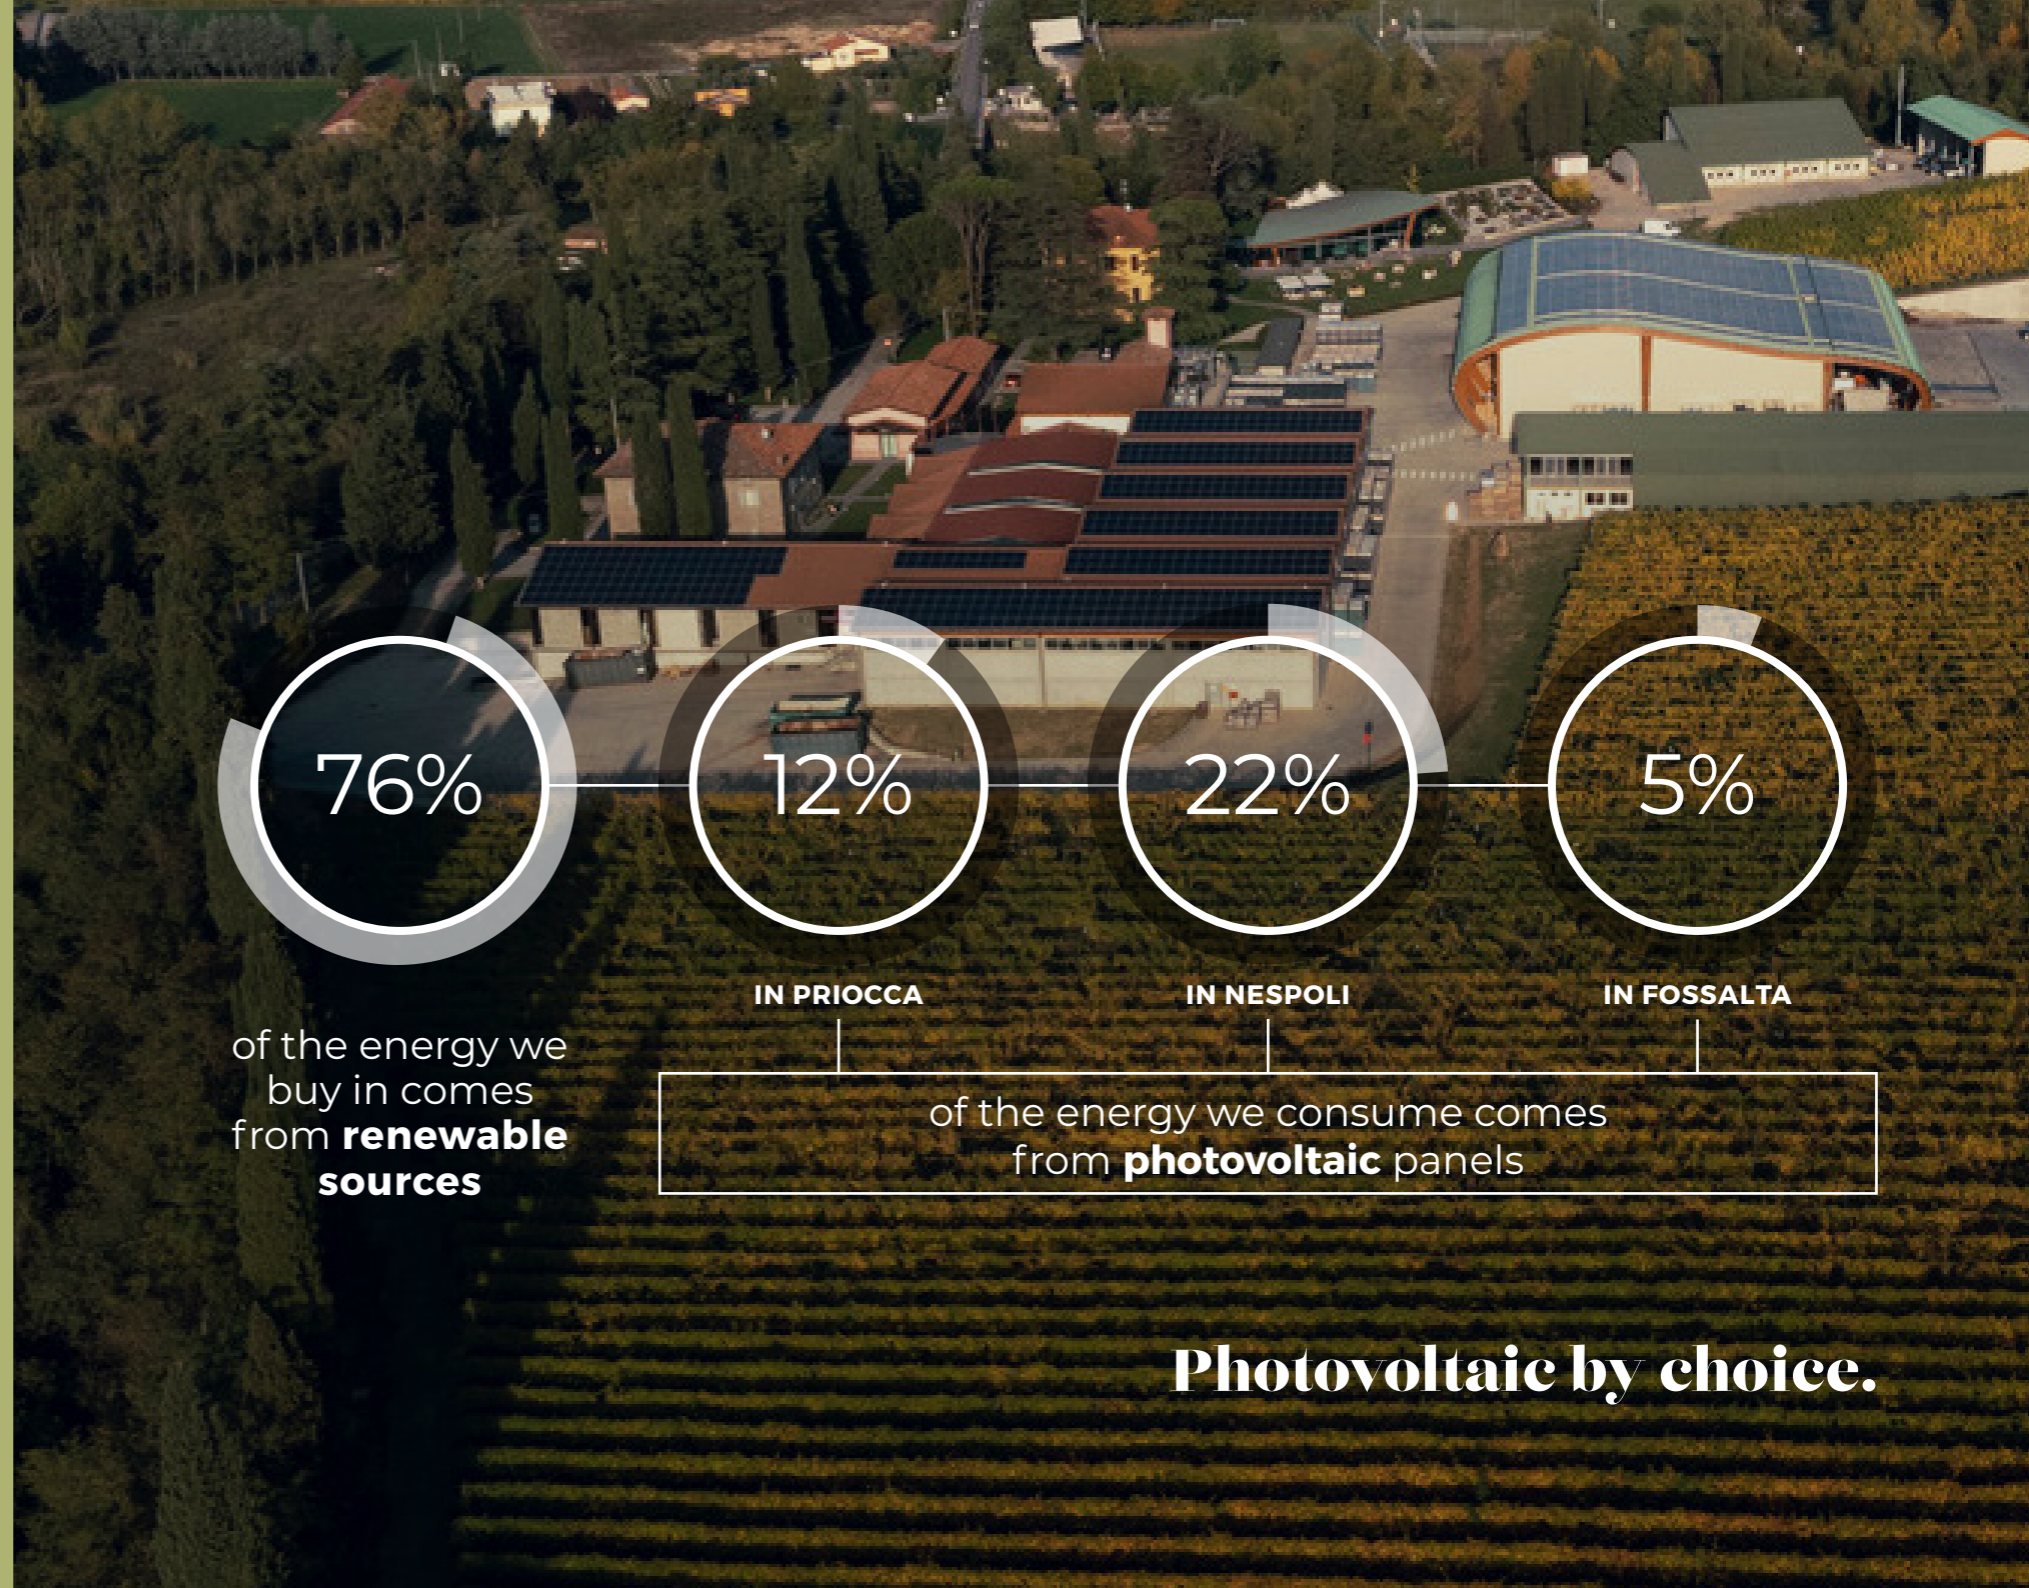 76%
12%
22%
5%
IN PRIOCCA
IN NESPOLI
IN FOSSALTA
of the energy we
buy in comes
from renewable
sources
of the energy we consume comes
from photovoltaic panels
Photovoltaic by choice.